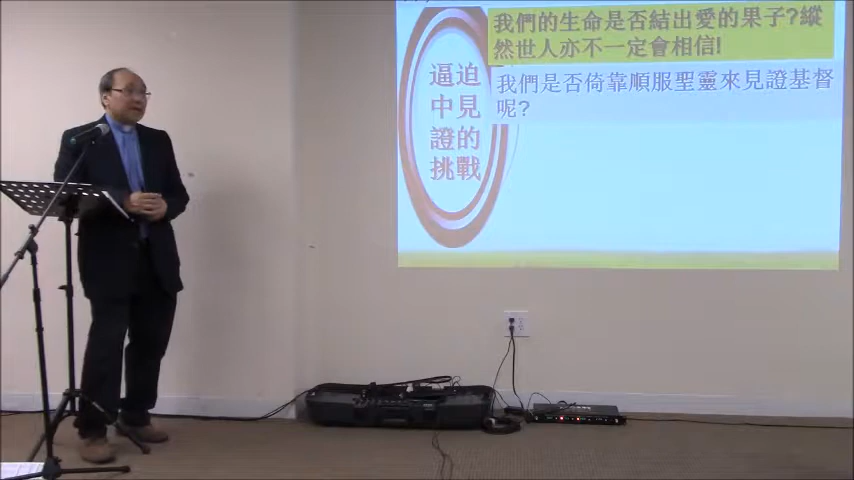 逼迫
中見
證的
挑戰
我們的生命是否結出愛的果子?縱
然世人亦不一定會相信!
我們是否倚靠順服聖靈來見證基督
呢?